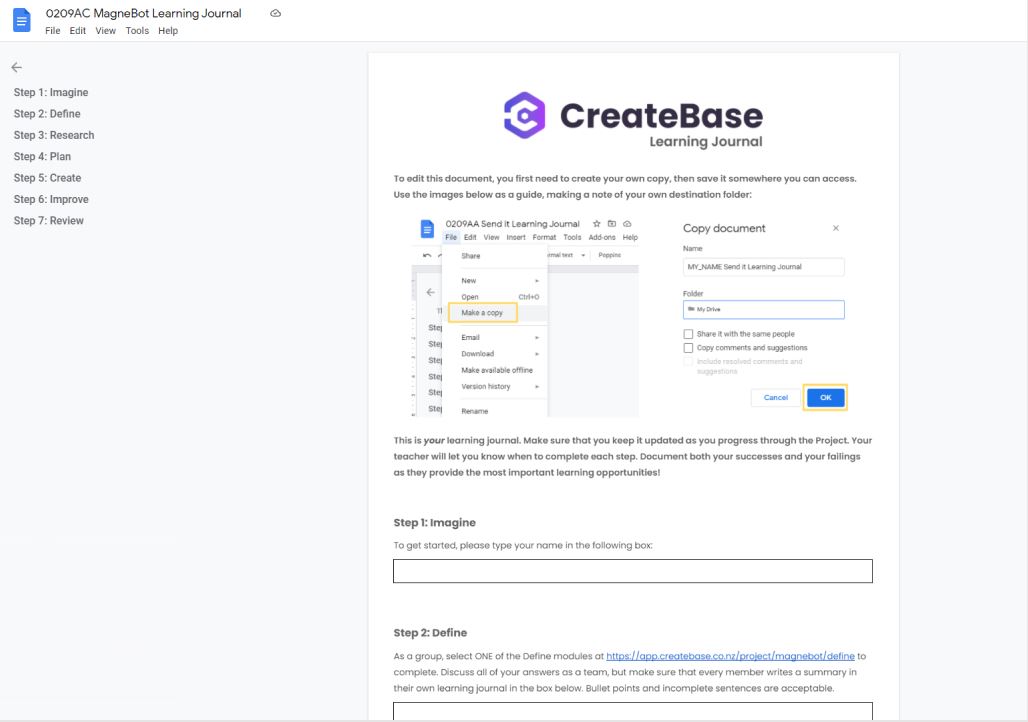 0209AC MagneBot Learning Journal
File Edit View Tools Help
Step 1: Imagine
Step 2: Define
Step 3: Research
Step 4: Plan
Step 5: Create
Step 6: Improve
Step 7: Review
CreateBase
Learning Journal
To edit this document, you first need to create your own copy, then save it somewhere you can access.
Use the images below as a guide, making a note of your own destination folder:
0209AA Send it Learning Journal
File Edit View Insert Format Tools Add-ons Help
Share
rmal text
Poppins
New
Open Ctrl+O
Make a copy
Email
Download
Make available offline
Version history
Rename
11
Step
Step
Step
Step
Step
Step
Copy document
Name
MY_NAME Send it Learning Journal
Folder
My Drive
Share it with the same people
Copy comments and suggestions
Include resolved comments and
suggestions
Cancel OK
This is your learning journal. Make sure that you keep it updated as you progress through the Project. Your
teacher will let you know when to complete each step. Document both your successes and your failings
as they provide the most important learning opportunities!
Step 1: Imagine
To get started, please type your name in the following box:
Step 2: Define
As a group, select ONE of the Define modules at https://app.createbase.co.nz/project/magnebot/define to
complete. Discuss all of your answers as a team, but make sure that every member writes a summary in
their own learning journal in the box below. Bullet points and incomplete sentences are acceptable.